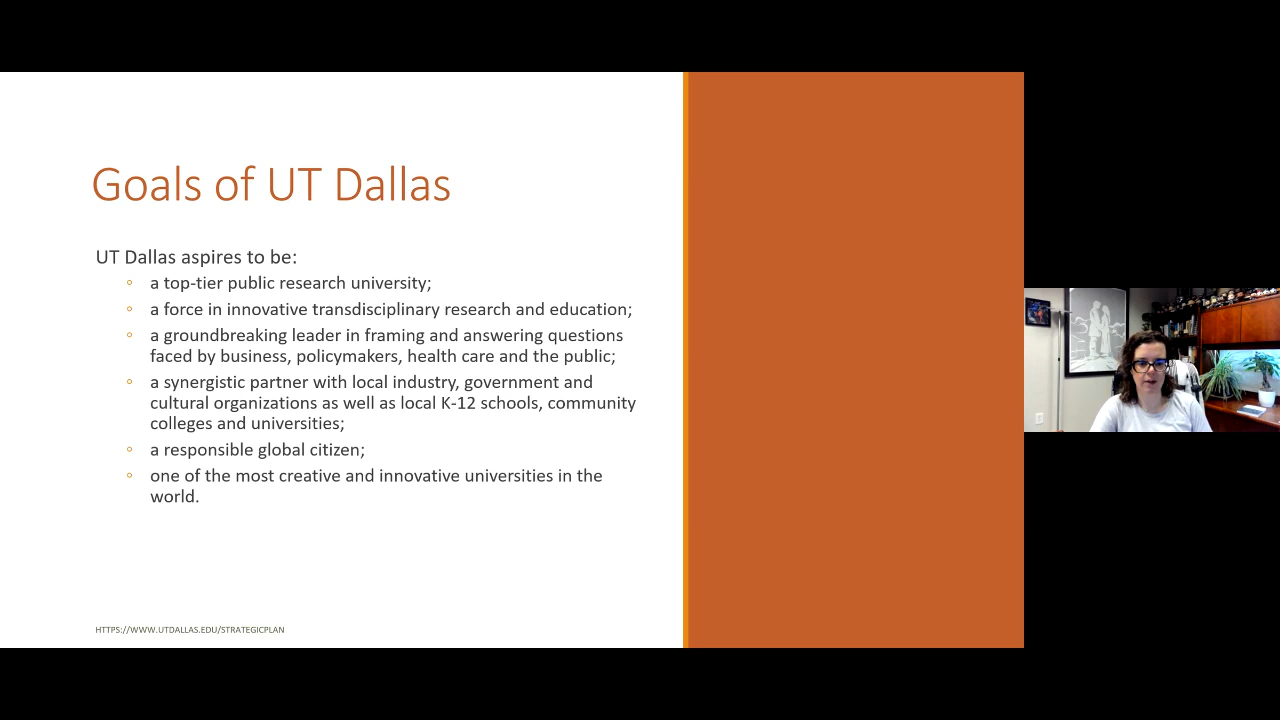 Goals of UT Dallas
UT Dallas aspires to be:
a top-tier public research university;
a force in innovative transdisciplinary research and education;
a groundbreaking leader in framing and answering questions
faced by business, policymakers, health care and the public;
a synergistic partner with local industry, government and
cultural organizations as well as local K-12 schools, community
colleges and universities;
a responsible global citizen;
one of the most creative and innovative universities in the
world.
HTTPS://WWW.UTDALLAS.EDU/STRATEGICPLAN